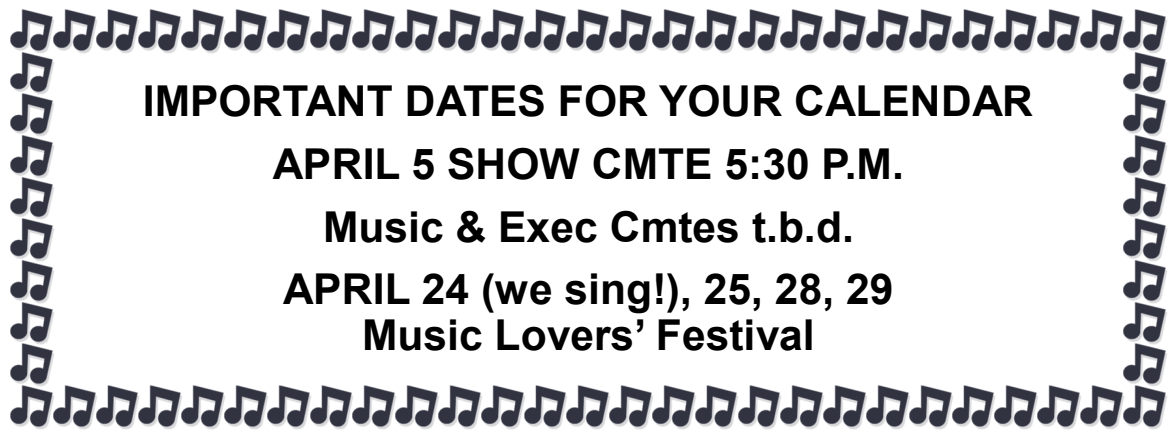 IMPORTANT DATES FOR YOUR CALENDAR
APRIL 5 SHOW CMTE 5:30 P.M.
Music & Exec Cmtes t.b.d.
APRIL 24 (we sing!), 25, 28, 29
Music Lovers’ Festival